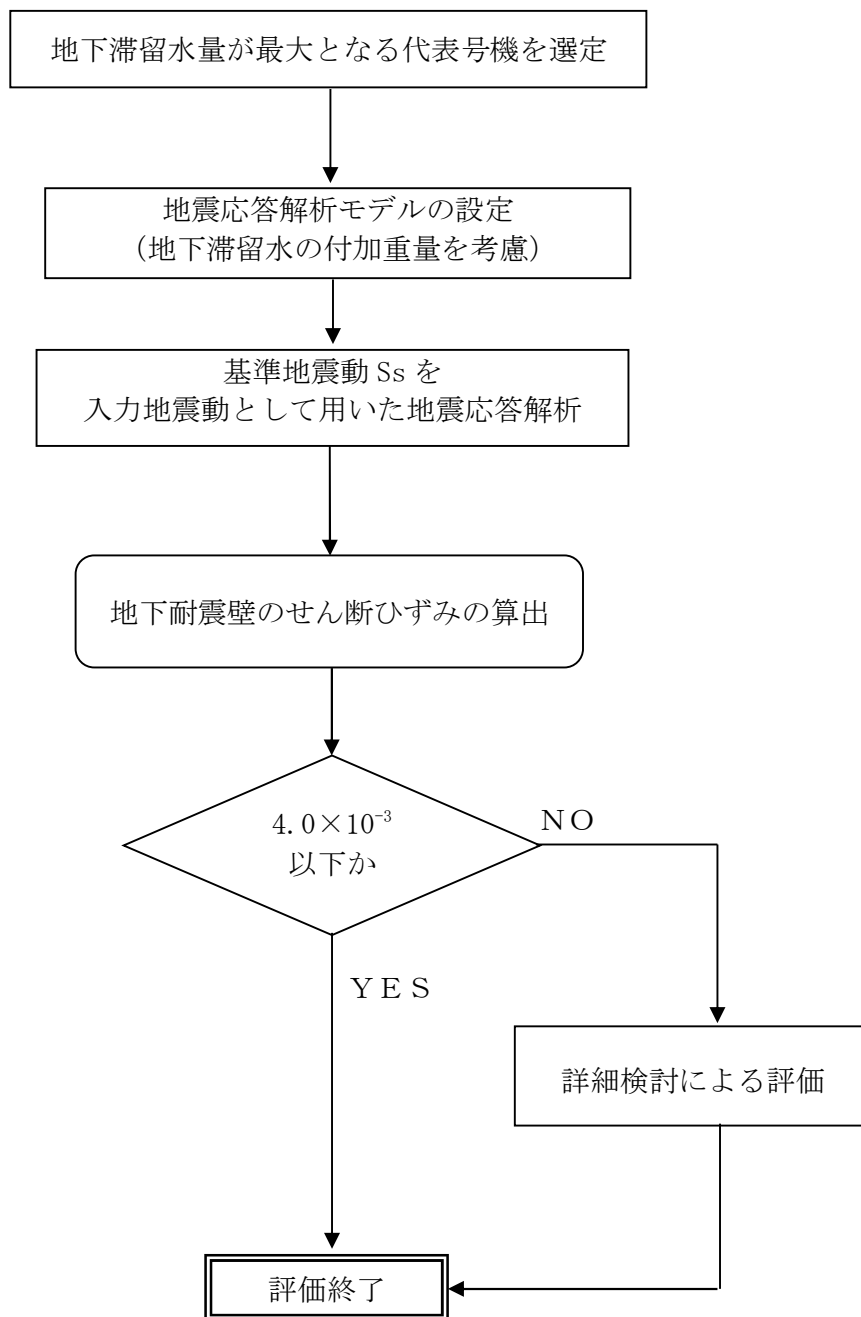 地下滞留水量が最大となる代表号機を選定
地震応答解析モデルの設定
（地下滞留水の付加重量を考慮）
基準地震動 Ss を
入力地震動として用いた地震応答解析
地下耐震壁のせん断ひずみの算出
4.0×10⁻³
以下か
ＮＯ
ＹＥＳ
詳細検討による評価
評価終了